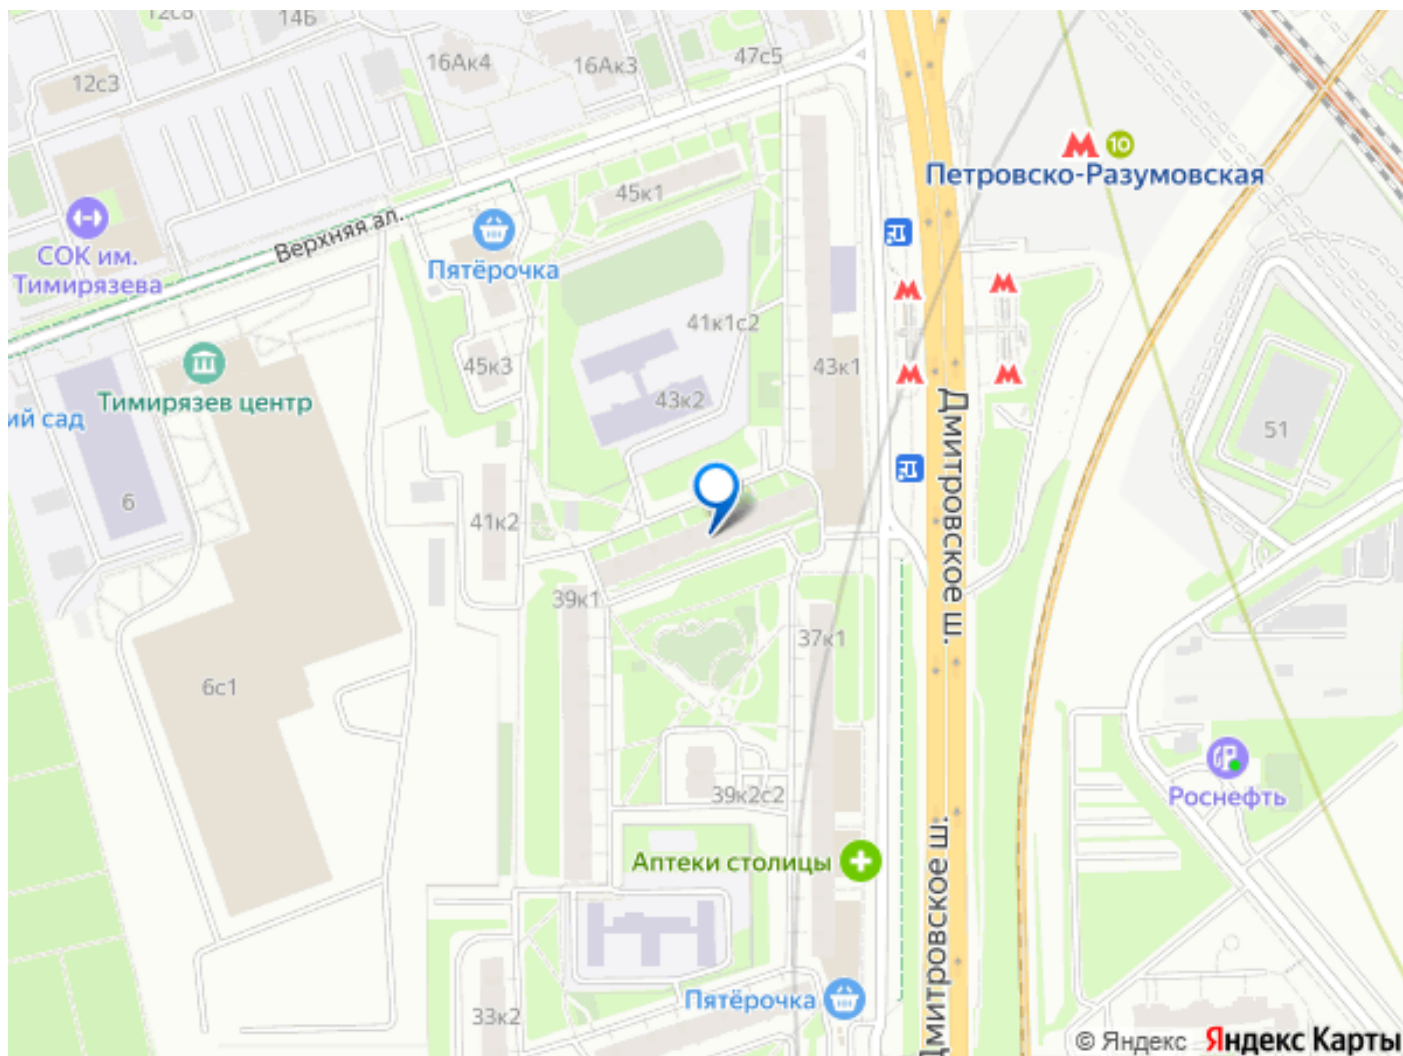 12с8
14Б
16Ак4
16Ак3
47с5
12с3
10
Петровско-Разумовская
45к1
СОК им.
Тимирязева
Верхняя ал.
Пятёрочка
41к1с2
45к3
43к1
Тимирязев центр
43к2
ий сад
Дмитровское ш.
51
6
41к2
39к1
37к1
6с1
39к2с2
Роснефть
Аптеки столицы
Дмитровское ш.
Пятёрочка
33к2
© Яндекс Яндекс Карты